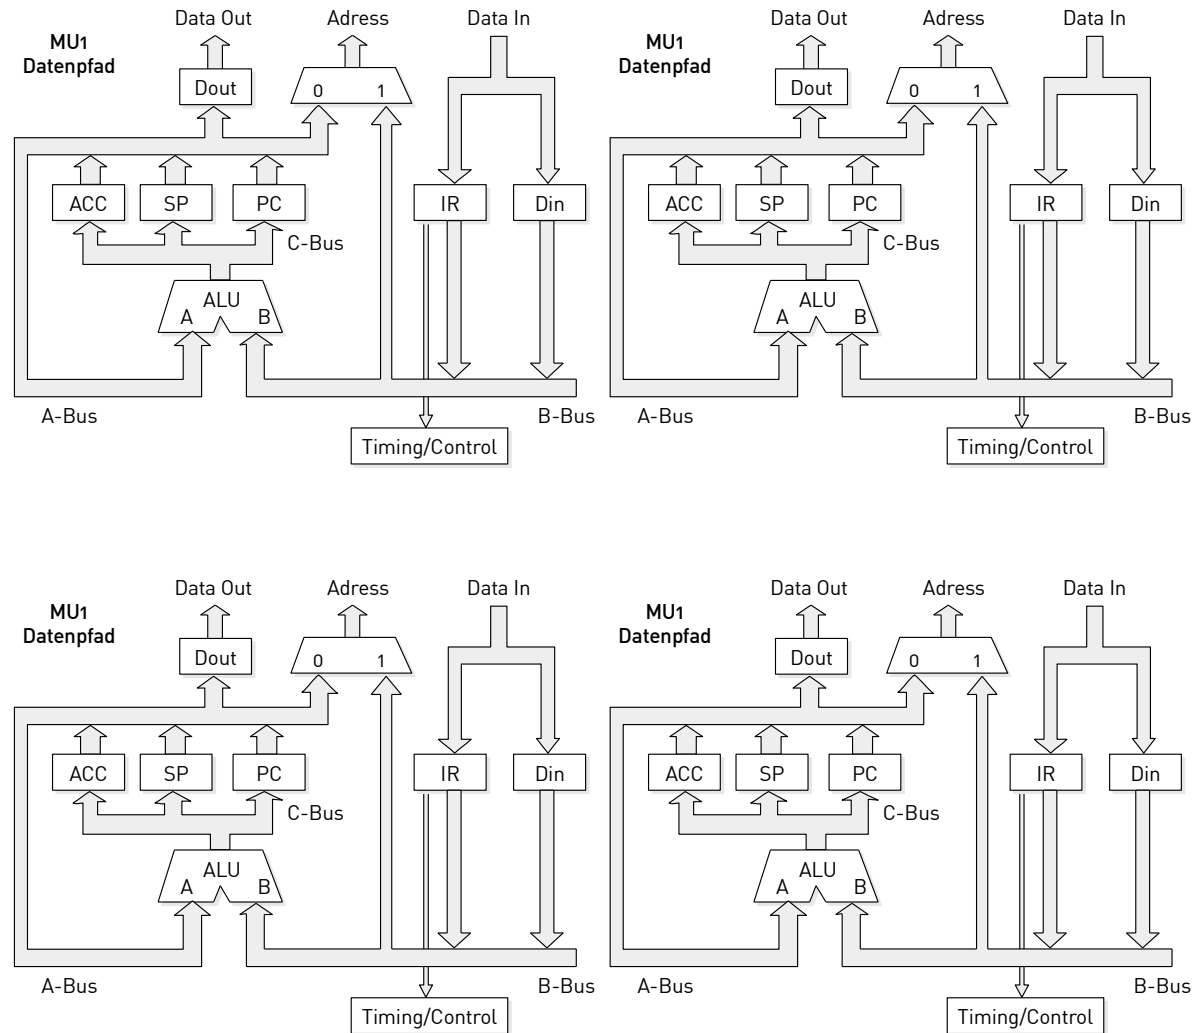 Data Out Adress Data In
MU1
Datenpfad
Dout 0 1
ACC SP PC IR Din
C-Bus
ALU
A B
A-Bus B-Bus
Timing/Control
Data Out Adress Data In
MU1
Datenpfad
Dout 0 1
ACC SP PC IR Din
C-Bus
ALU
A B
A-Bus B-Bus
Timing/Control
Data Out Adress Data In
MU1
Datenpfad
Dout 0 1
ACC SP PC IR Din
C-Bus
ALU
A B
A-Bus B-Bus
Timing/Control
Data Out Adress Data In
MU1
Datenpfad
Dout 0 1
ACC SP PC IR Din
C-Bus
ALU
A B
A-Bus B-Bus
Timing/Control